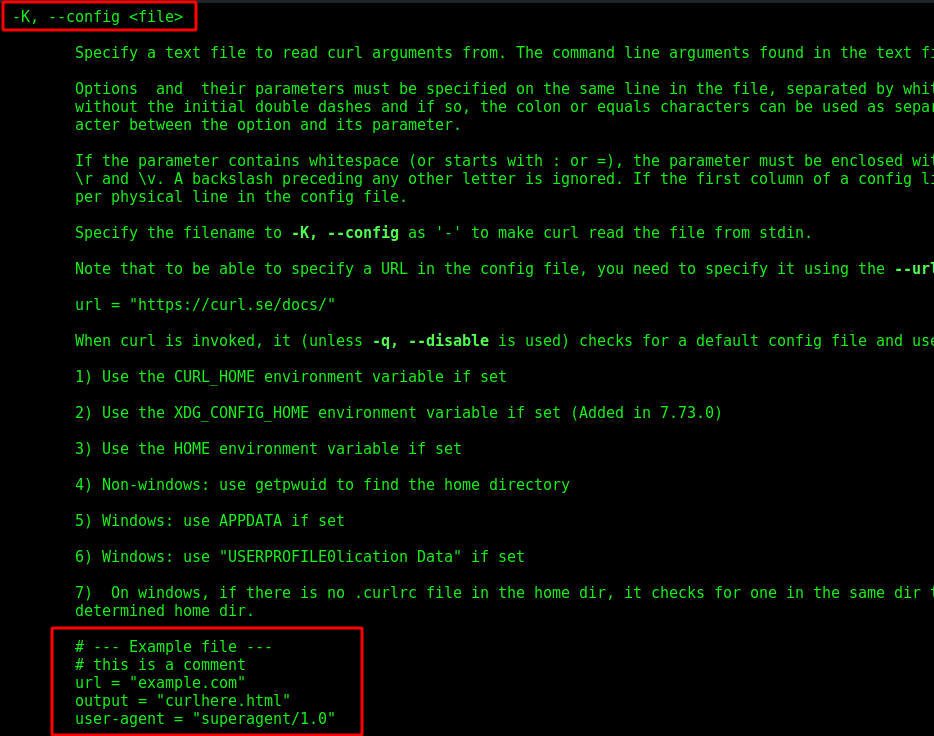 -K, --config <file>
Specify a text file to read curl arguments from. The command line arguments found in the text
Options  and  their parameters must be specified on the same line in the file, separated by
without the initial double dashes and if so, the colon or equals characters can be used as
acter between the option and its parameter.
If the parameter contains whitespace (or starts with : or =), the parameter must be enclosed
\r and \v. A backslash preceding any other letter is ignored. If the first column of a config
per physical line in the config file.
Specify the filename to -K, --config as '-' to make curl read the file from stdin.
Note that to be able to specify a URL in the config file, you need to specify it using the --url
url = "https://curl.se/docs/"
When curl is invoked, it (unless -q, --disable is used) checks for a default config file and
1) Use the CURL_HOME environment variable if set
2) Use the XDG_CONFIG_HOME environment variable if set (Added in 7.73.0)
3) Use the HOME environment variable if set
4) Non-windows: use getpwuid to find the home directory
5) Windows: use APPDATA if set
6) Windows: use "USERPROFILE0lication Data" if set
7)  On windows, if there is no .curlrc file in the home dir, it checks for one in the same dir
determined home dir.
# --- Example file ---
# this is a comment
url = "example.com"
output = "curlhere.html"
user-agent = "superagent/1.0"